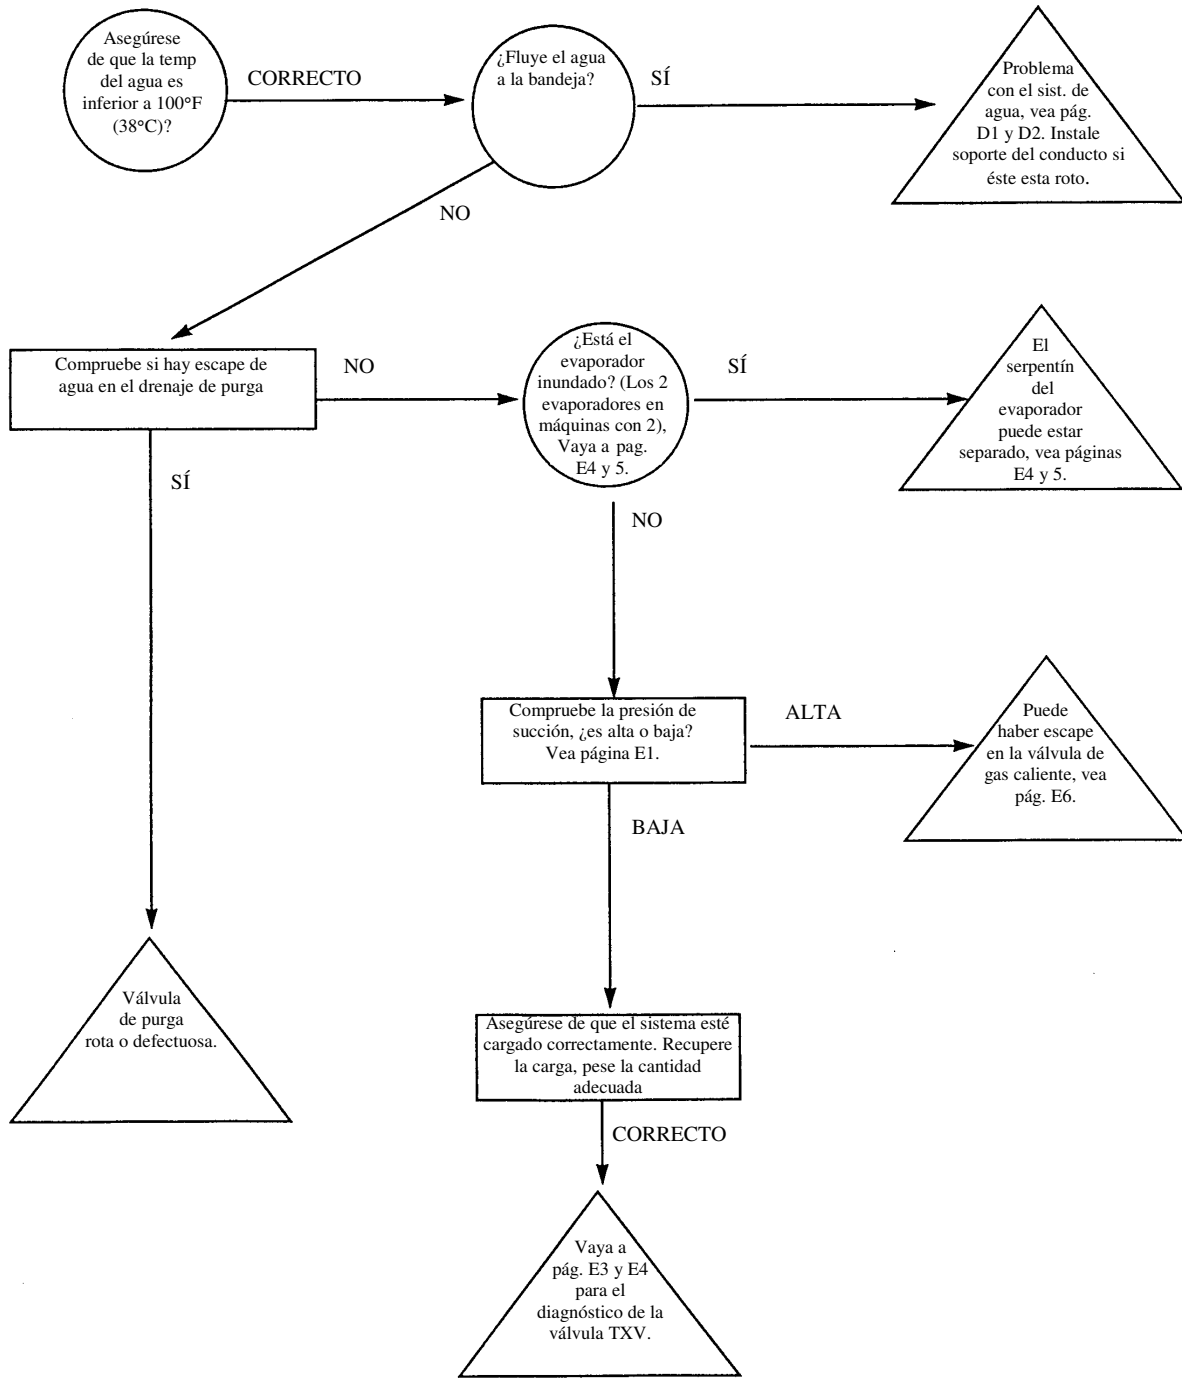 Asegúrese
de que la temp
del agua es
inferior a 100°F
(38°C)?
CORRECTO
¿Fluye el agua
a la bandeja?
SÍ
Problema
con el sist. de
agua, vea pág.
D1 y D2. Instale
soporte del conducto si
éste esta roto.
NO
Compruebe si hay escape de
agua en el drenaje de purga
NO
¿Está el
evaporador
inundado? (Los 2
evaporadores en
máquinas con 2),
Vaya a pag.
E4 y 5.
SÍ
El
serpentín
del
evaporador
puede estar
separado, vea páginas
E4 y 5.
SÍ
NO
Compruebe la presión de
succión, ¿es alta o baja?
Vea página E1.
ALTA
Puede
haber escape
en la válvula de
gas caliente, vea
pág. E6.
BAJA
Válvula
de purga
rota o defectuosa.
Asegúrese de que el sistema esté
cargado correctamente. Recupere
la carga, pese la cantidad
adecuada
CORRECTO
Vaya a
pág. E3 y E4
para el
diagnóstico de la
válvula TXV.